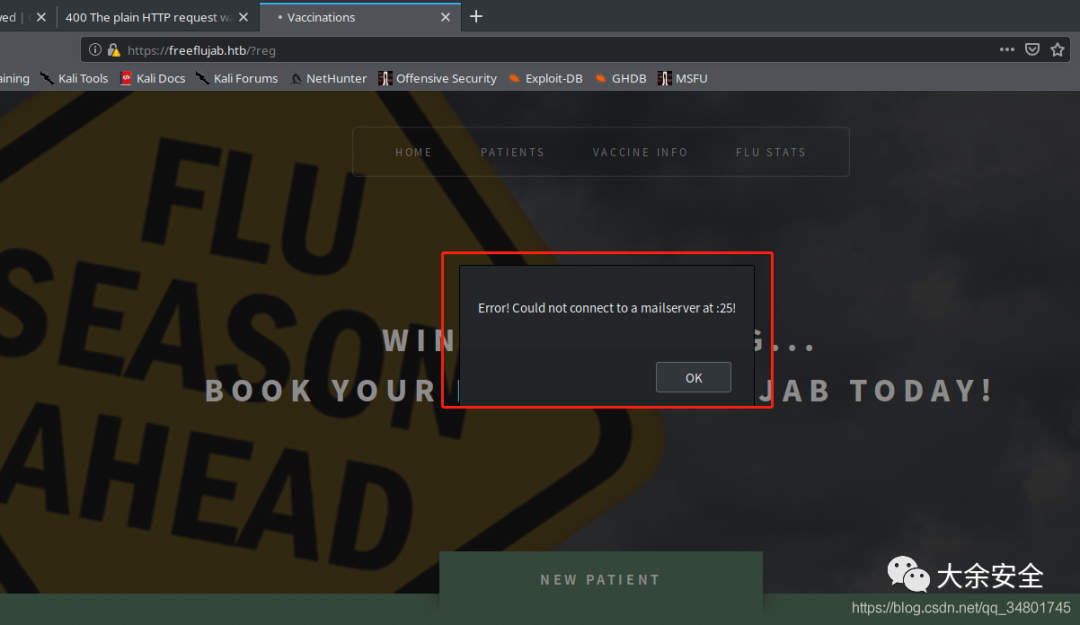 ved |
400 The plain HTTP request wa
• Vaccinations
https://freeflujab.htb/?reg
aining
Kali Tools
Kali Docs
Kali Forums
NetHunter
Offensive Security
Exploit-DB
GHDB
MSFU
HOME
PATIENTS
VACCINE INFO
FLU STATS
FLU
SEASON
AHEAD
Error! Could not connect to a mailserver at :25!
OK
WIN G...
BOOK YOUR JAB TODAY!
NEW PATIENT
大余安全
https://blog.csdn.net/qq_34801745